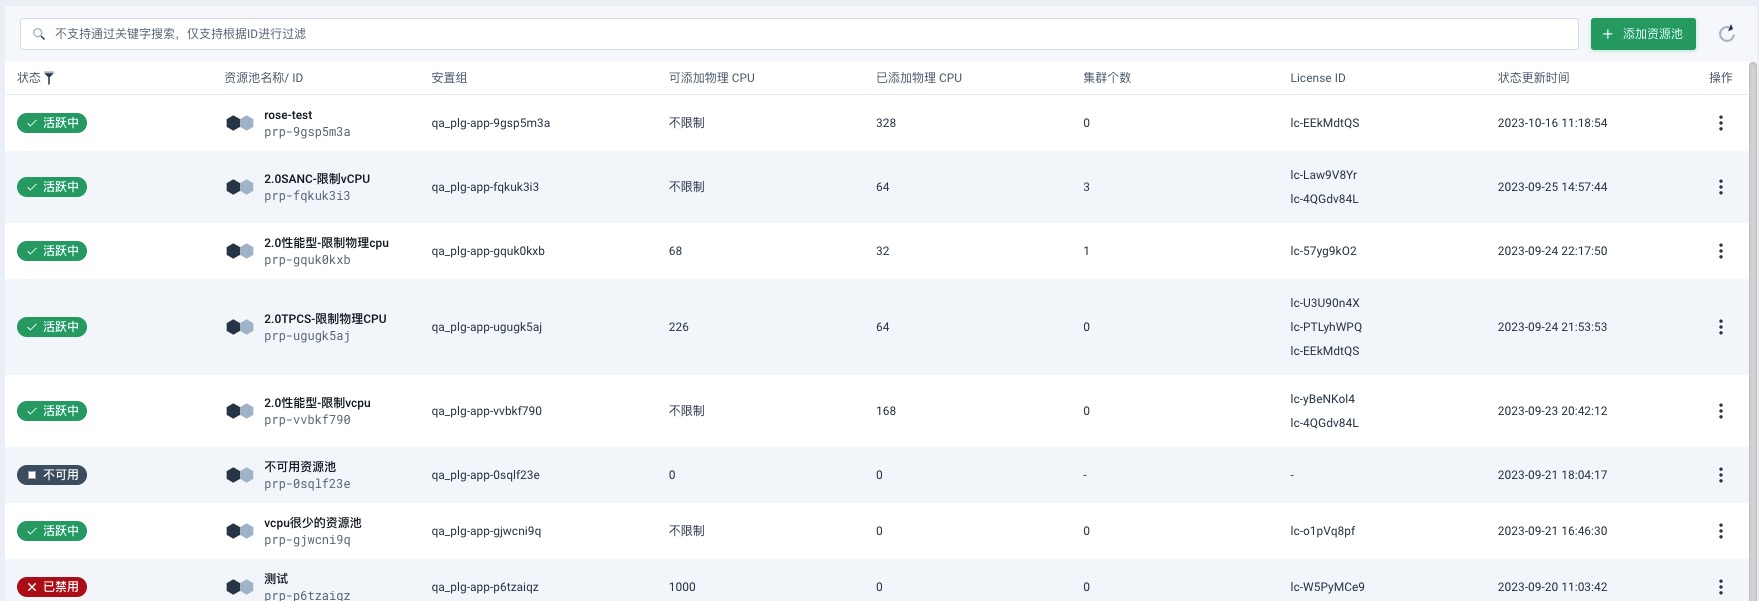 不支持通过关键字搜索，仅支持根据ID进行过滤
+ 添加资源池
状态 资源池名称/ ID 安置组 可添加物理 CPU 已添加物理 CPU 集群个数 License ID 状态更新时间 操作
活跃中 rose-test qa_plg-app-9gsp5m3a 不限制 328 0 lc-EEkMdtQS 2023-10-16 11:18:54
prp-9gsp5m3a
活跃中 2.0SANC-限制vCPU qa_plg-app-fqkuk3i3 不限制 64 3 lc-Law9V8Yr 2023-09-25 14:57:44
prp-fqkuk3i3 lc-4QGdv84L
活跃中 2.0性能型-限制物理cpu qa_plg-app-gquk0kxb 68 32 1 lc-57yg9kO2 2023-09-24 22:17:50
prp-gquk0kxb
lc-U3U90n4X
活跃中 2.0TPCS-限制物理CPU qa_plg-app-ugugk5aj 226 64 0 lc-PTLyhWPQ 2023-09-24 21:53:53
prp-ugugk5aj
lc-EEkMdtQS
活跃中 2.0性能型-限制vcpu qa_plg-app-vvbkf790 不限制 168 0 lc-yBeNKol4 2023-09-23 20:42:12
prp-vvbkf790 lc-4QGdv84L
不可用 不可用资源池 qa_plg-app-0sqlf23e 0 0 - - 2023-09-21 18:04:17
prp-0sqlf23e
活跃中 vcpu很少的资源池 qa_plg-app-gjwcni9q 不限制 0 0 lc-o1pVq8pf 2023-09-21 16:46:30
prp-gjwcni9q
已禁用 测试 qa_plg-app-p6tzaiqz 1000 0 0 lc-W5PyMCe9 2023-09-20 11:03:42
prp-p6tzaiqz